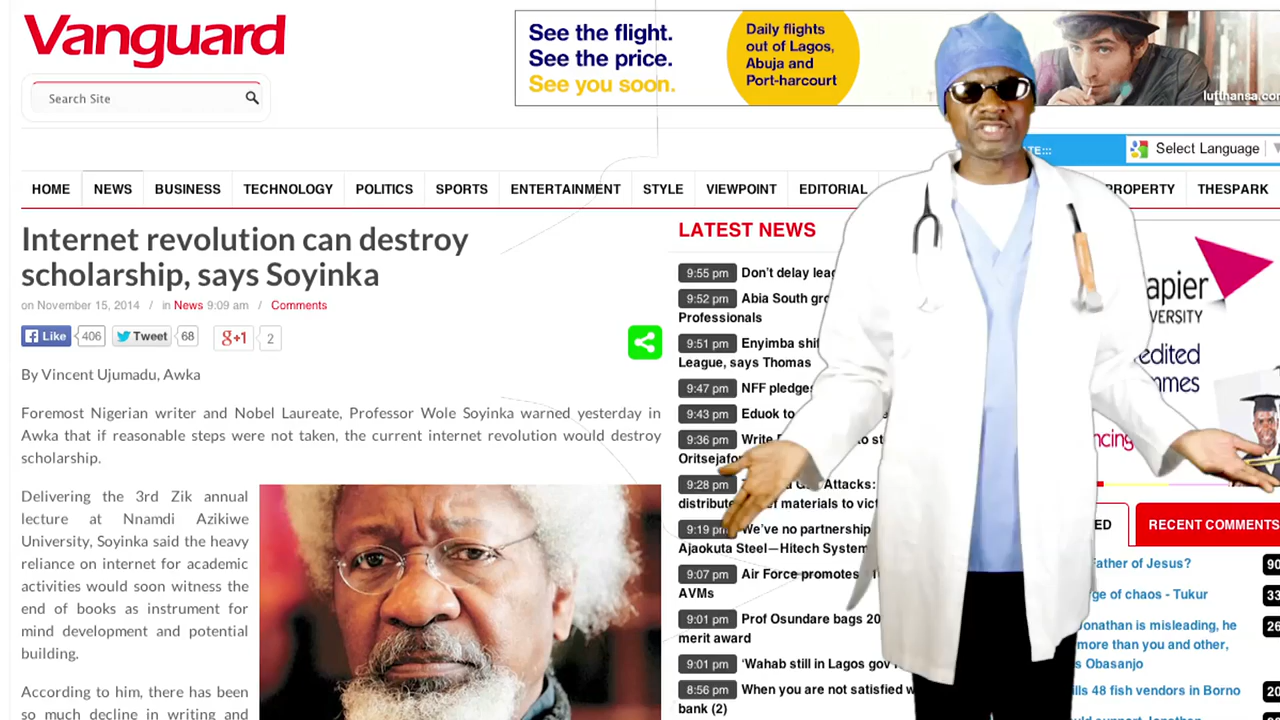 Vanguard
Search Site
See the flight.
See the price.
See you soon.
Daily flights
out of Lagos,
Abuja and
Port-harcourt
Select Language
HOME NEWS BUSINESS TECHNOLOGY POLITICS SPORTS ENTERTAINMENT STYLE VIEWPOINT EDITORIAL PROPERTY THESPARK
Internet revolution can destroy
scholarship, says Soyinka
on November 15, 2014 / in News 9:09 am / Comments
Like 406 Tweet 68 g+1 2
By Vincent Ujumadu, Awka
Foremost Nigerian writer and Nobel Laureate, Professor Wole Soyinka warned yesterday in
Awka that if reasonable steps were not taken, the current internet revolution would destroy
scholarship.
Delivering the 3rd Zik annual
lecture at Nnamdi Azikiwe
University, Soyinka said the heavy
reliance on internet for academic
activities would soon witness the
end of books as instrument for
mind development and potential
building.
According to him, there has been
so much decline in writing and
LATEST NEWS
9:55 pm Don't delay
9:52 pm Abia South
Professionals
9:51 pm Enyimba
League, says Thomas
9:47 pm NFF
9:43 pm Eduok to
9:36 pm
9:28 pm Attacks:
materials to
9:19 pm We've no partnership
Ajaokuta Steel—Hitech System
9:07 pm Air Force promotes
AVMs
9:01 pm Prof Osundare bags
merit award
9:01 pm 'Wahab still in Lagos
8:56 pm When you are not satisfied
bank (2)
RECENT COMMENTS
Father of Jesus?
of chaos - Tukur
Jonathan is misleading, he
more than you and other,
Obasanjo
48 fish vendors in Borno